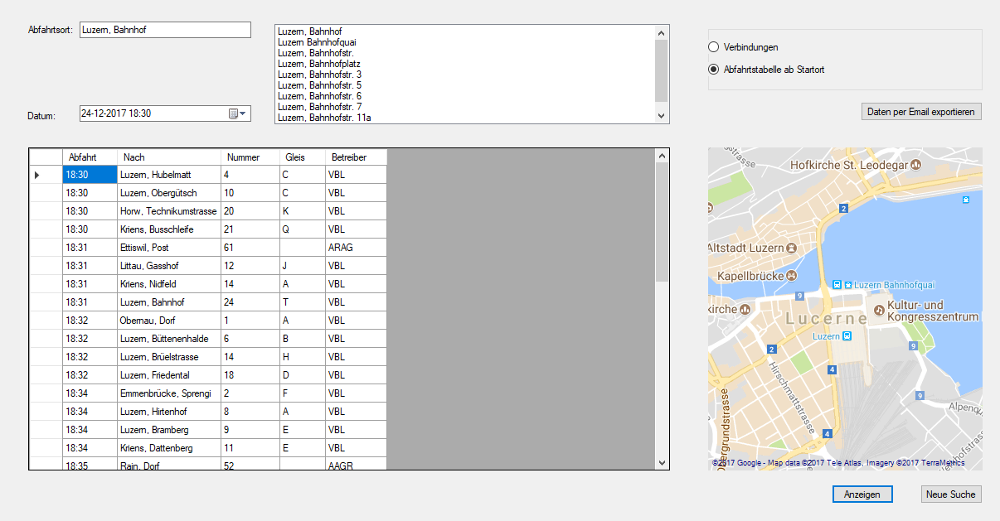 Abfahrtsort:
Luzern, Bahnhof
Luzern, Bahnhof
Luzern Bahnhofquai
Luzern, Bahnhofstr.
Luzern, Bahnhofplatz
Luzern, Bahnhofstr. 3
Luzern, Bahnhofstr. 5
Luzern, Bahnhofstr. 6
Luzern, Bahnhofstr. 7
Luzern, Bahnhofstr. 11a
Verbindungen
Abfahrtstabelle ab Startort
Datum:
24-12-2017 18:30
Daten per Email exportieren
Abfahrt Nach Nummer Gleis Betreiber
18:30 Luzern, Hubelmatt 4 C VBL
18:30 Luzern, Obergütsch 10 C VBL
18:30 Horw, Technikumstrasse 20 K VBL
18:30 Kriens, Busschleife 21 Q VBL
18:31 Ettiswil, Post 61 ARAG
18:31 Littau, Gasshof 12 J VBL
18:31 Kriens, Nidfeld 14 A VBL
18:31 Luzern, Bahnhof 24 T VBL
18:32 Obernau, Dorf 1 A VBL
18:32 Luzern, Büttenenhalde 6 B VBL
18:32 Luzern, Brüelstrasse 14 H VBL
18:32 Luzern, Friedental 18 D VBL
18:34 Emmenbrücke, Sprengi 2 F VBL
18:34 Luzern, Hirtenhof 8 A VBL
18:34 Luzern, Bramberg 9 E VBL
18:34 Kriens, Dattenberg 11 E VBL
18:35 Rain, Dorf 52 AAGR
Hofkirche St. Leodegar
2
Altstadt Luzern
Kapellbrücke
Luzern Bahnhofquai
9
kirche
Kultur- und
Kongresszentrum
Lucerne
Luzern
2
9
4
Hirschmattstrasse
9
Alpenqu
4
Obergrundstrasse
©2017 Google - Map data ©2017 Tele Atlas, Imagery ©2017 TerraMetrics
Anzeigen
Neue Suche